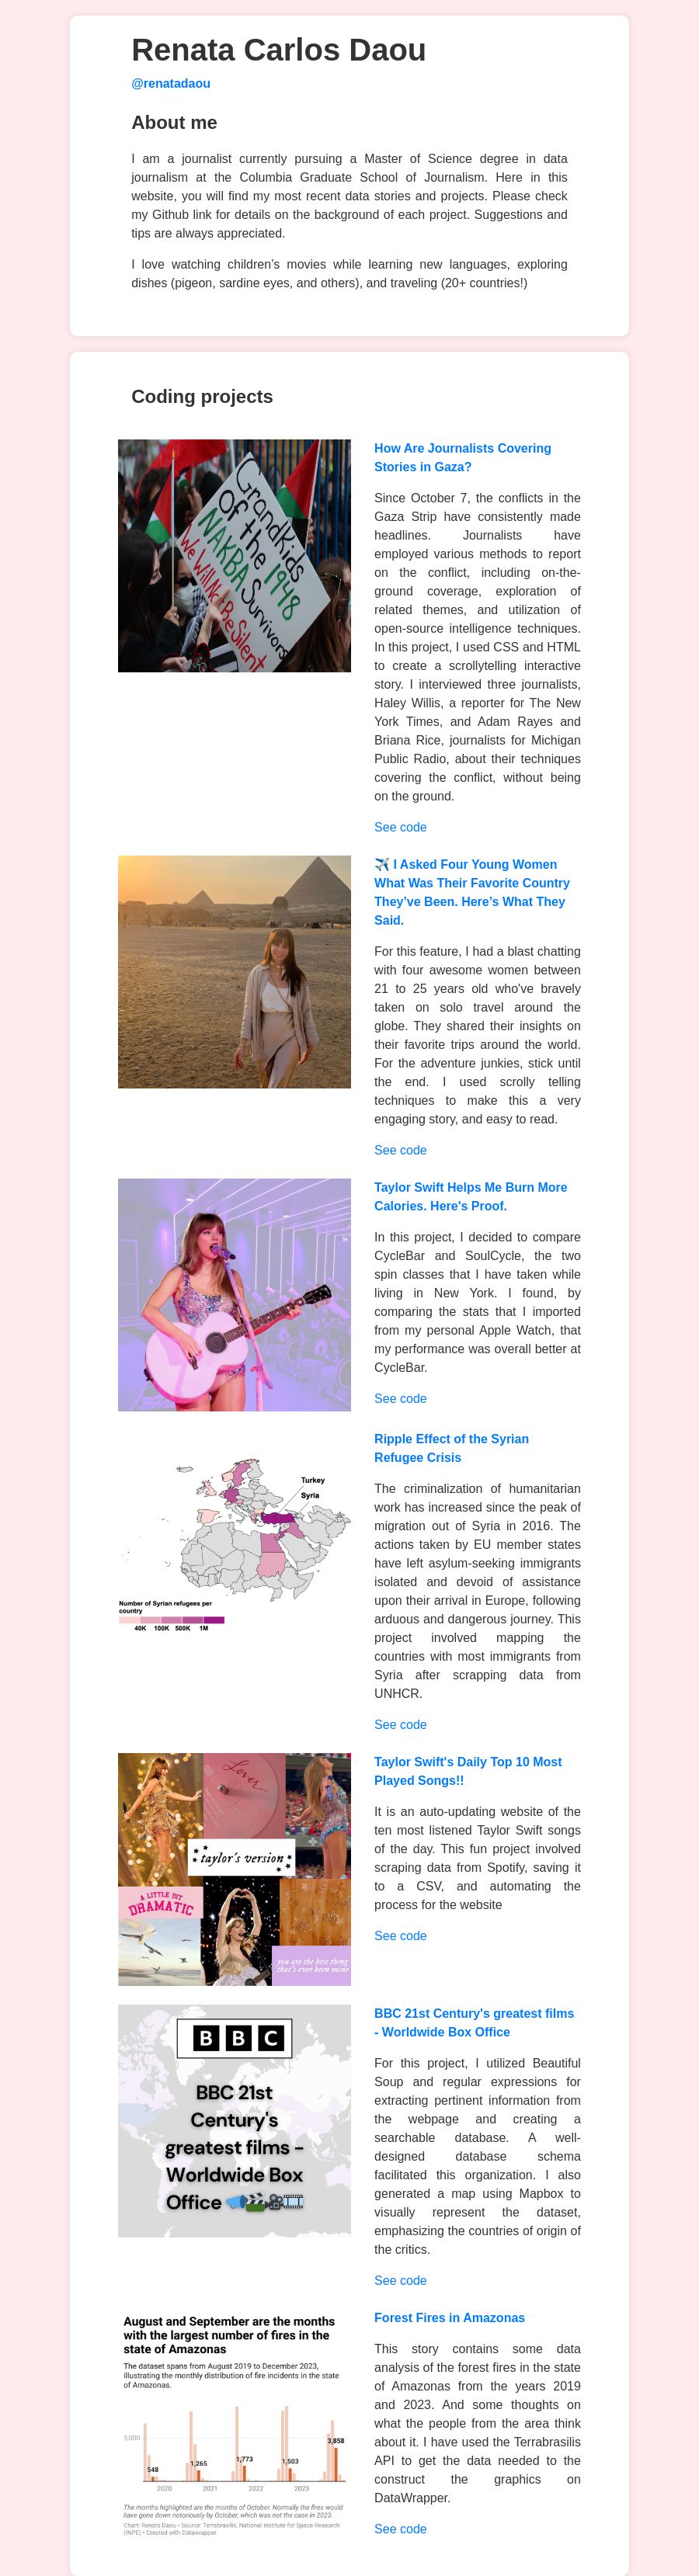 Renata Carlos Daou
@renatadaou
About me
I am a journalist currently pursuing a Master of Science degree in data
journalism at the Columbia Graduate School of Journalism. Here in this
website, you will find my most recent data stories and projects. Please check
my Github link for details on the background of each project. Suggestions and
tips are always appreciated.
I love watching children’s movies while learning new languages, exploring
dishes (pigeon, sardine eyes, and others), and traveling (20+ countries!)
Coding projects
Grandkids
of the 1948
NAKBA Survivors
We Will Not Be Silent
How Are Journalists Covering
Stories in Gaza?
Since October 7, the conflicts in the
Gaza Strip have consistently made
headlines. Journalists have
employed various methods to report
on the conflict, including on-the-
ground coverage, exploration of
related themes, and utilization of
open-source intelligence techniques.
In this project, I used CSS and HTML
to create a scrollytelling interactive
story. I interviewed three journalists,
Haley Willis, a reporter for The New
York Times, and Adam Rayes and
Briana Rice, journalists for Michigan
Public Radio, about their techniques
covering the conflict, without being
on the ground.
See code
✈️ I Asked Four Young Women
What Was Their Favorite Country
They’ve Been. Here’s What They
Said.
For this feature, I had a blast chatting
with four awesome women between
21 to 25 years old who've bravely
taken on solo travel around the
globe. They shared their insights on
their favorite trips around the world.
For the adventure junkies, stick until
the end. I used scrolly telling
techniques to make this a very
engaging story, and easy to read.
See code
Taylor Swift Helps Me Burn More
Calories. Here's Proof.
In this project, I decided to compare
CycleBar and SoulCycle, the two
spin classes that I have taken while
living in New York. I found, by
comparing the stats that I imported
from my personal Apple Watch, that
my performance was overall better at
CycleBar.
See code
Turkey
Syria
Number of Syrian refugees per
country
40K 100K 500K 1M
Ripple Effect of the Syrian
Refugee Crisis
The criminalization of humanitarian
work has increased since the peak of
migration out of Syria in 2016. The
actions taken by EU member states
have left asylum-seeking immigrants
isolated and devoid of assistance
upon their arrival in Europe, following
arduous and dangerous journey. This
project involved mapping the
countries with most immigrants from
Syria after scrapping data from
UNHCR.
See code
Lover
taylor's version
A LITTLE BIT
DRAMATIC
you are the best thing
that's ever been mine
Taylor Swift's Daily Top 10 Most
Played Songs!!
It is an auto-updating website of the
ten most listened Taylor Swift songs
of the day. This fun project involved
scraping data from Spotify, saving it
to a CSV, and automating the
process for the website
See code
BBC
BBC 21st
Century's
greatest films -
Worldwide Box
Office
BBC 21st Century's greatest films
- Worldwide Box Office
For this project, I utilized Beautiful
Soup and regular expressions for
extracting pertinent information from
the webpage and creating a
searchable database. A well-
designed database schema
facilitated this organization. I also
generated a map using Mapbox to
visually represent the dataset,
emphasizing the countries of origin of
the critics.
See code
August and September are the months
with the largest number of fires in the
state of Amazonas
The dataset spans from August 2019 to December 2023,
illustrating the monthly distribution of fire incidents in the state
of Amazonas.
5,000
548
1,265
1,773
1,503
3,858
2020 2021 2022 2023
The months highlighted are the months of October. Normally the fires would
have gone down notoriously by October, which was not the case in 2023.
Chart: Renata Daou • Source: Terrabrasilis, National Institute for Space Research
(INPE) • Created with Datawrapper
Forest Fires in Amazonas
This story contains some data
analysis of the forest fires in the state
of Amazonas from the years 2019
and 2023. And some thoughts on
what the people from the area think
about it. I have used the Terrabrasilis
API to get the data needed to the
construct the graphics on
DataWrapper.
See code